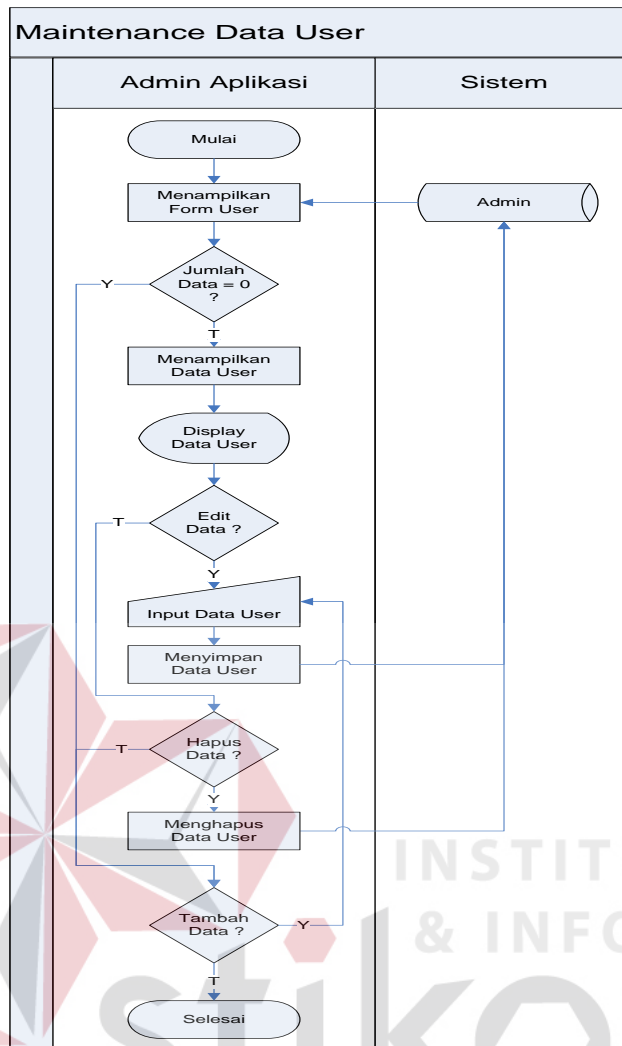 Maintenance Data User
Admin Aplikasi
Sistem
Mulai
Menampilkan
Form User
Admin
Jumlah
Data = 0
?
Y
T
Menampilkan
Data User
Display
Data User
Edit
Data ?
T
Y
Input Data User
Menyimpan
Data User
Hapus
Data ?
T
Y
Menghapus
Data User
INSTIT
& INFO
Tambah
Data ?
Y
T
stiko
Selesai